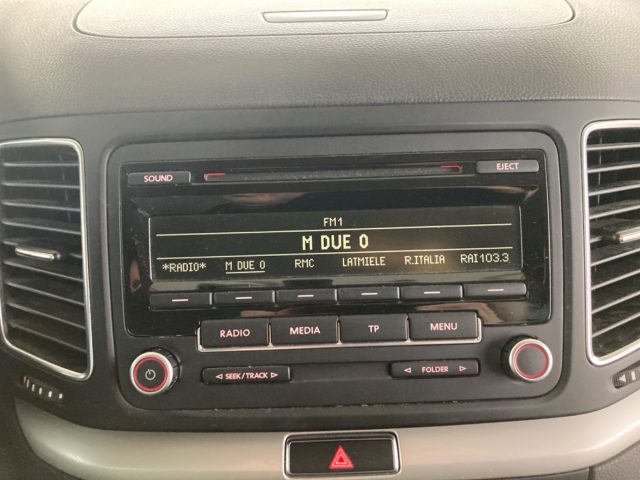 SOUND
EJECT
FM1
M DUE O
*RADIO* M DUE O RMC LATMIELE R.ITALIA RAI103.3
RADIO MEDIA TP MENU
◁ SEEK/TRACK ▷ ◁ FOLDER ▷